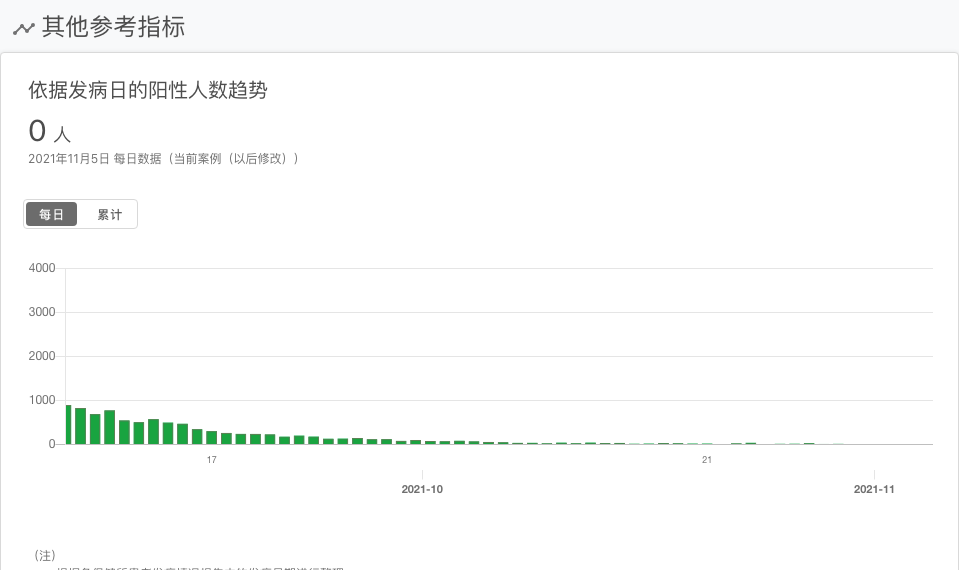 其他参考指标
依据发病日的阳性人数趋势
0 人
2021年11月5日 每日数据（当前案例（以后修改））
每日 累计
4000
3000
2000
1000
0
17 21
2021-10 2021-11
（注）